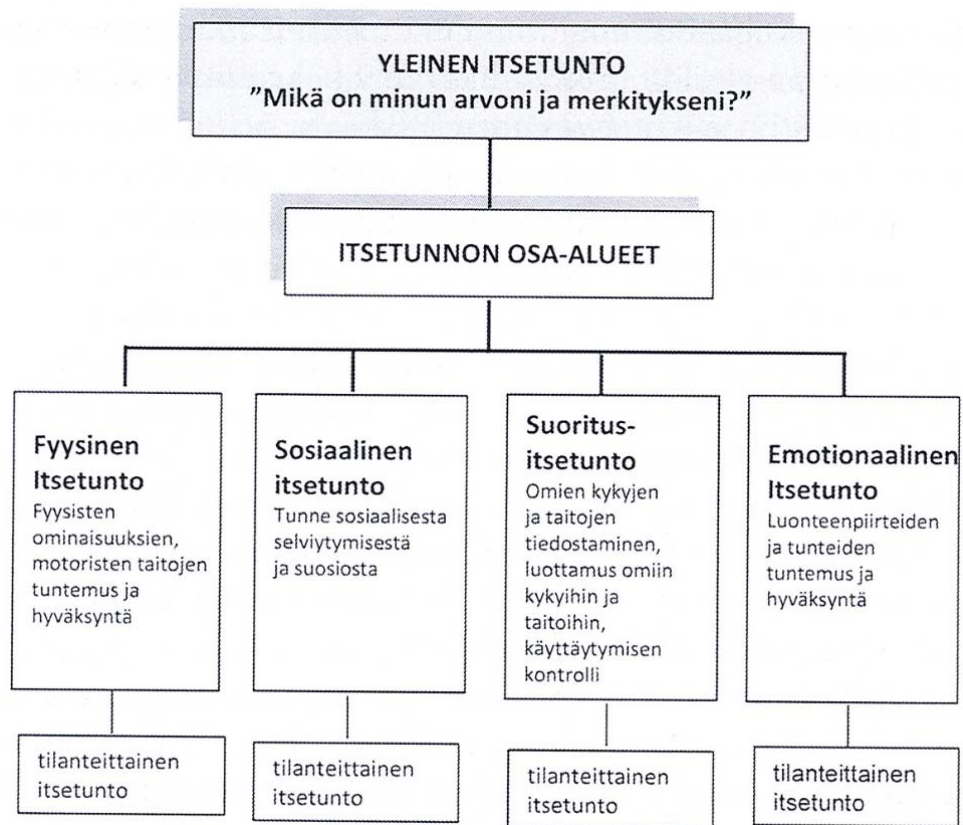 YLEINEN ITSETUNTO
”Mikä on minun arvoni ja merkitykseni?”
ITSETUNNON OSA-ALUEET
Fyysinen
Itsetunto
Fyysisten
ominaisuuksien,
motoristen taitojen
tuntemus ja
hyväksyntä
Sosiaalinen
itsetunto
Tunne sosiaalisesta
selviytymisestä
ja suosiosta
Suoritus-
itsetunto
Omien kykyjen
ja taitojen
tiedostaminen,
luottamus omiin
kykyihin ja
taitoihin,
käyttäytymisen
kontrolli
Emotionaalinen
Itsetunto
Luonteenpiirteiden
ja tunteiden
tuntemus ja
hyväksyntä
tilanteittainen
itsetunto
tilanteittainen
itsetunto
tilanteittainen
itsetunto
tilanteittainen
itsetunto